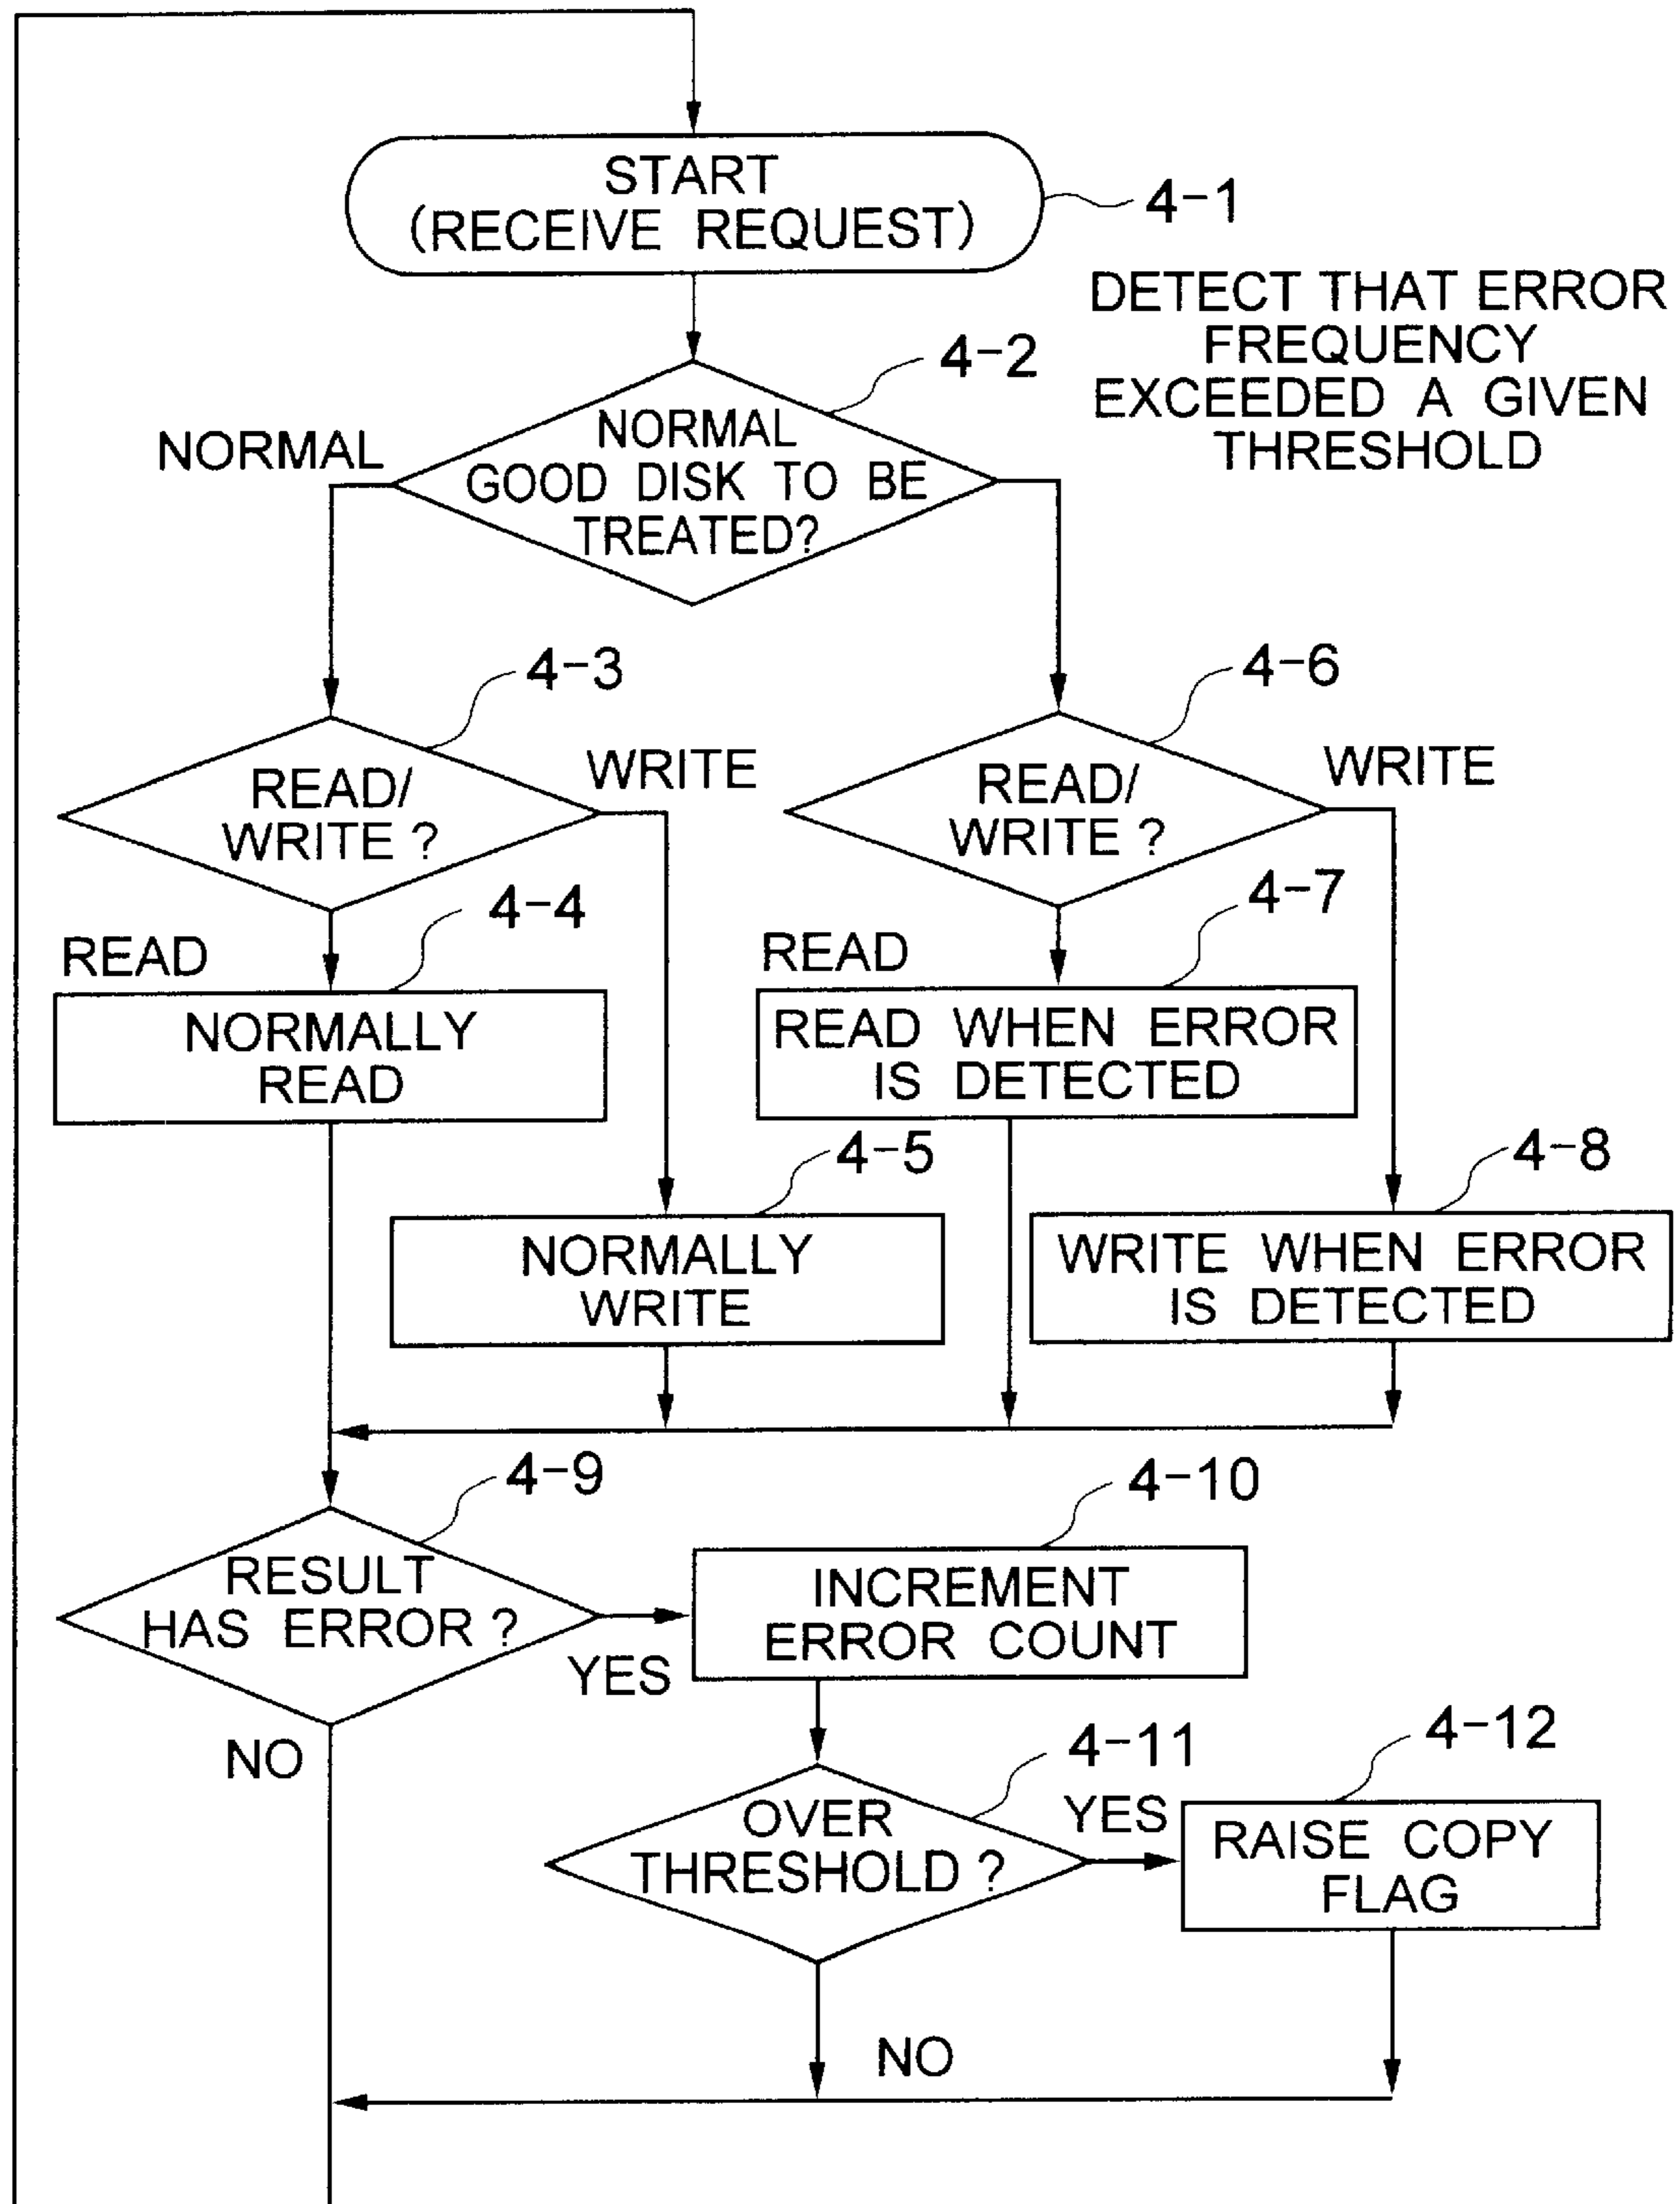 START
(RECEIVE REQUEST)
4-1
DETECT THAT ERROR
FREQUENCY
EXCEEDED A GIVEN
THRESHOLD
4-2
NORMAL
NORMAL
GOOD DISK TO BE
TREATED?
4-3
4-6
READ/
WRITE ?
WRITE
READ/
WRITE ?
WRITE
4-4
4-7
READ
READ
NORMALLY
READ
READ WHEN ERROR
IS DETECTED
4-5
4-8
NORMALLY
WRITE
WRITE WHEN ERROR
IS DETECTED
4-9
4-10
RESULT
HAS ERROR ?
YES
INCREMENT
ERROR COUNT
NO
4-11
4-12
OVER
THRESHOLD ?
YES
RAISE COPY
FLAG
NO